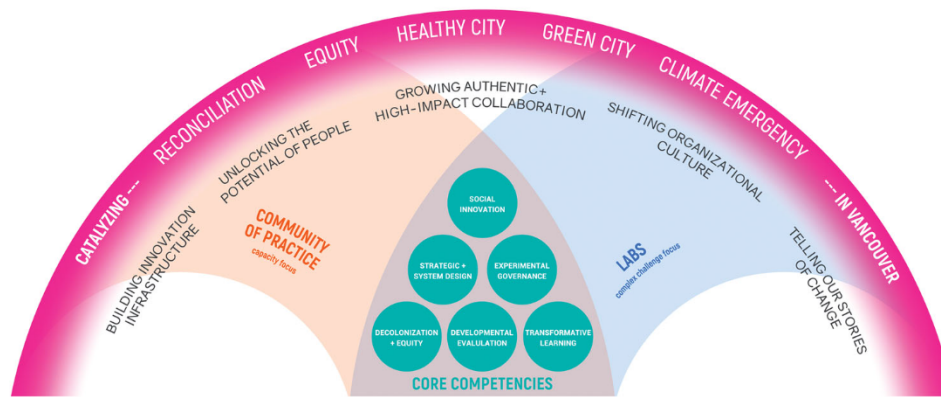 CATALYZING ---
RECONCILIATION
EQUITY
HEALTHY CITY
GREEN CITY
CLIMATE EMERGENCY
--- IN VANCOUVER
BUILDING INNOVATION
INFRASTRUCTURE
UNLOCKING THE
POTENTIAL OF PEOPLE
GROWING AUTHENTIC+
HIGH-IMPACT COLLABORATION
SHIFTING ORGANIZATIONAL
CULTURE
TELLING OUR STORIES
OF CHANGE
COMMUNITY
OF PRACTICE
capacity focus
LABS
complex challenge focus
SOCIAL
INNOVATION
STRATEGIC +
SYSTEM DESIGN
EXPERIMENTAL
GOVERNANCE
DECOLONIZATION
+ EQUITY
DEVELOPMENTAL
EVALULATION
TRANSFORMATIVE
LEARNING
CORE COMPETENCIES